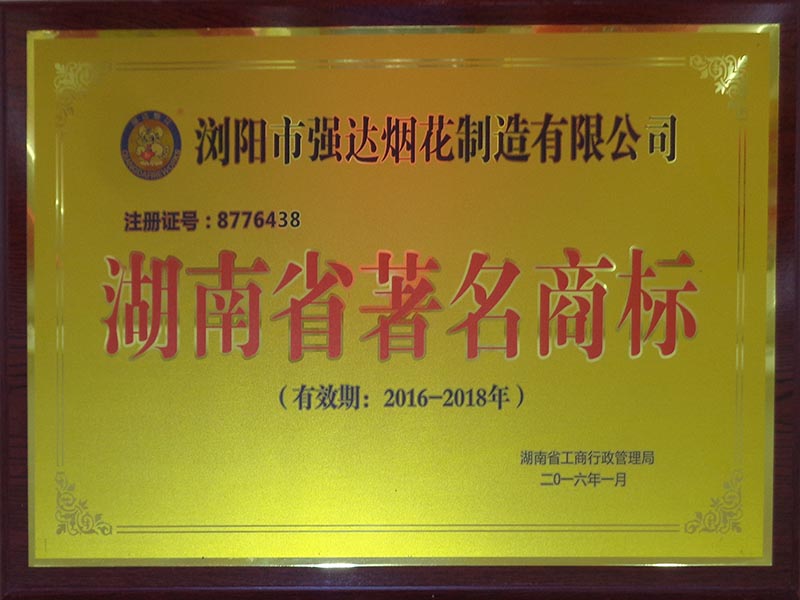 浏阳市强达烟花制造有限公司
注册证号：8776438
湖南省著名商标
（有效期：2016-2018年）
湖南省工商行政管理局
二0一六年一月